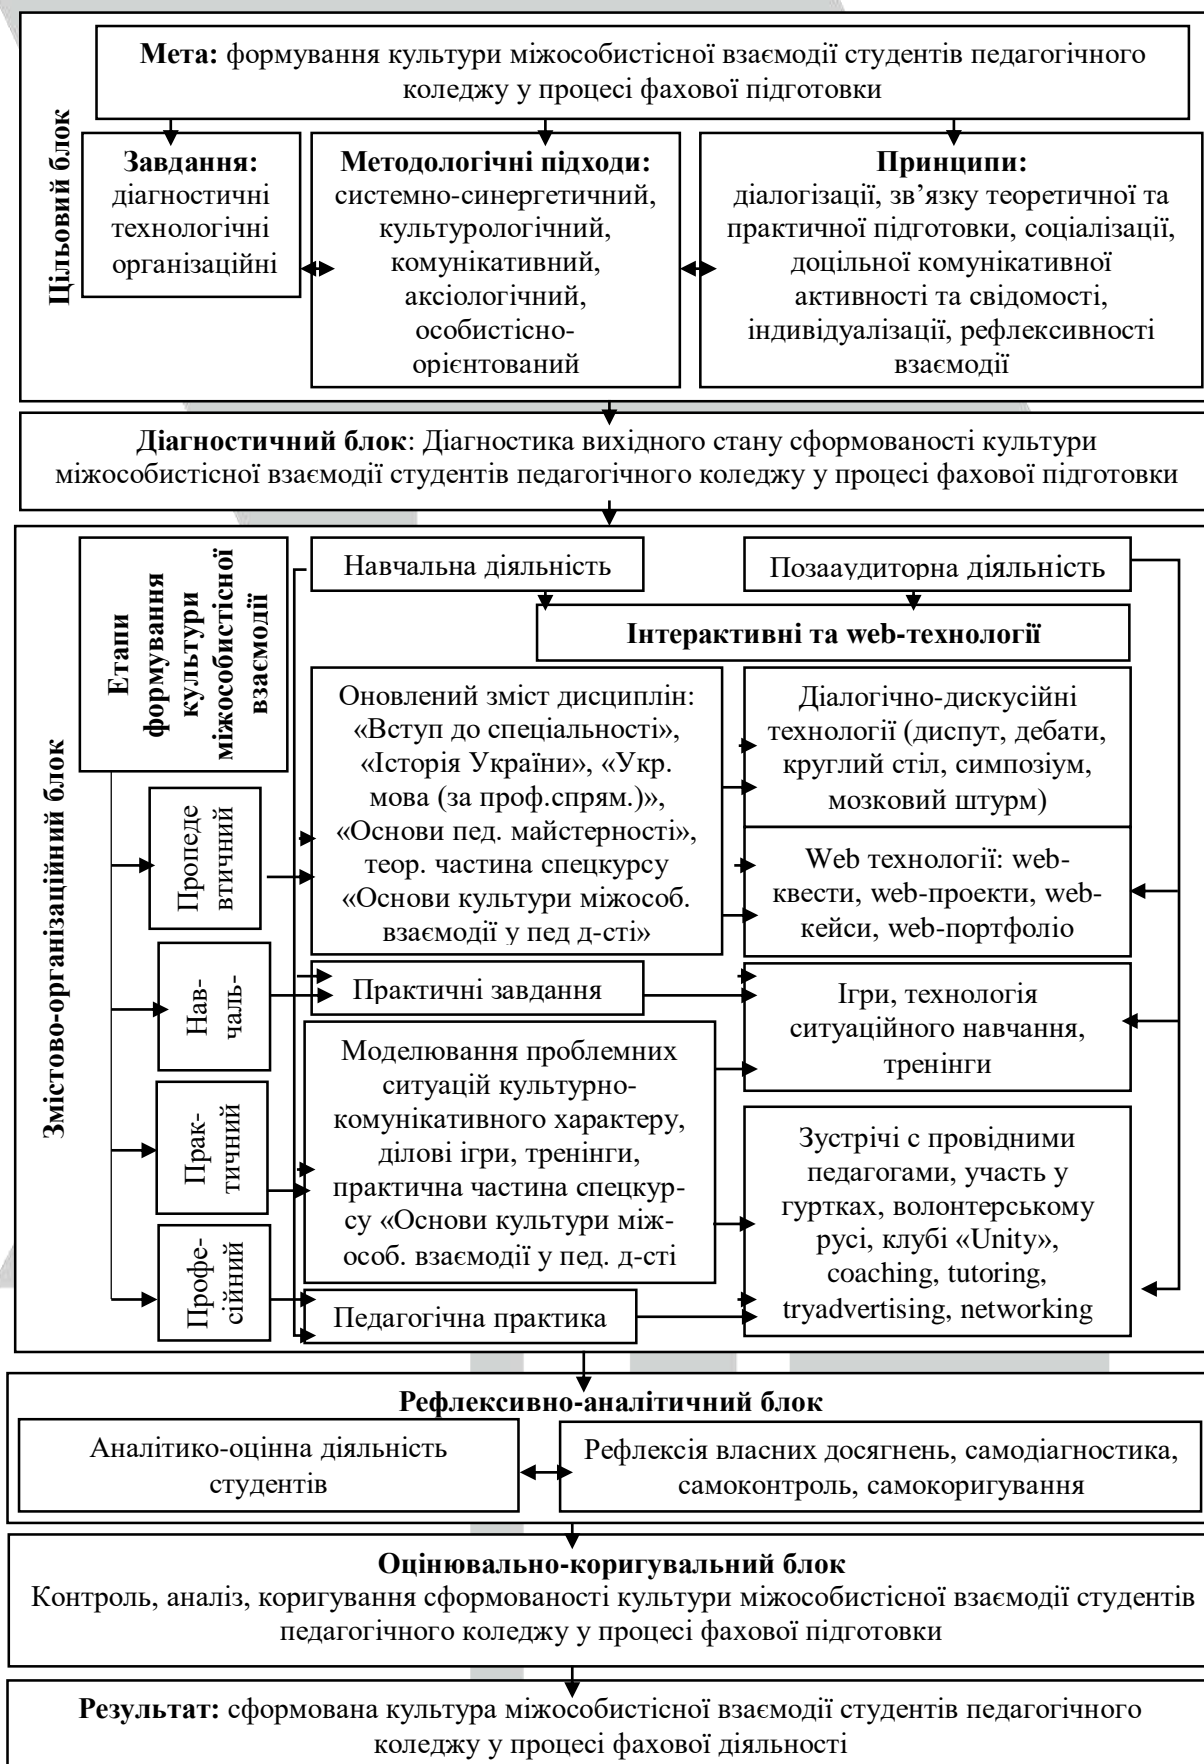 Цільовий блок
Мета: формування культури міжособистісної взаємодії студентів педагогічного
коледжу у процесі фахової підготовки
Завдання:
діагностичні
технологічні
організаційні
Методологічні підходи:
системно-синергетичний,
культурологічний,
комунікативний,
аксіологічний,
особистісно-
орієнтований
Принципи:
діалогізації, зв’язку теоретичної та
практичної підготовки, соціалізації,
доцільної комунікативної
активності та свідомості,
індивідуалізації, рефлексивності
взаємодії
Діагностичний блок: Діагностика вихідного стану сформованості культури
міжособистісної взаємодії студентів педагогічного коледжу у процесі фахової підготовки
Змістово-організаційний блок
Етапи
формування
культури
міжособистісної
взаємодії
Навчальна діяльність
Позааудиторна діяльність
Інтерактивні та web-технології
Пропеде
втичний
Нав-
чаль-
Прак-
тичний
Профе-
сійний
Оновлений зміст дисциплін:
«Вступ до спеціальності»,
«Історія України», «Укр.
мова (за проф.спрям.)»,
«Основи пед. майстерності»,
теор. частина спецкурсу
«Основи культури міжособ.
взаємодії у пед д-сті»
Практичні завдання
Моделювання проблемних
ситуацій культурно-
комунікативного характеру,
ділові ігри, тренінги,
практична частина спецкур-
су «Основи культури між-
особ. взаємодії у пед. д-сті
Педагогічна практика
Діалогічно-дискусійні
технології (диспут, дебати,
круглий стіл, симпозіум,
мозковий штурм)
Web технології: web-
квести, web-проекти, web-
кейси, web-портфоліо
Ігри, технологія
ситуаційного навчання,
тренінги
Зустрічі с провідними
педагогами, участь у
гуртках, волонтерському
русі, клубі «Unity»,
coaching, tutoring,
tryadvertising, networking
Рефлексивно-аналітичний блок
Аналітико-оцінна діяльність
студентів
Рефлексія власних досягнень, самодіагностика,
самоконтроль, самокоригування
Оцінювально-коригувальний блок
Контроль, аналіз, коригування сформованості культури міжособистісної взаємодії студентів
педагогічного коледжу у процесі фахової підготовки
Результат: сформована культура міжособистісної взаємодії студентів педагогічного
коледжу у процесі фахової діяльності